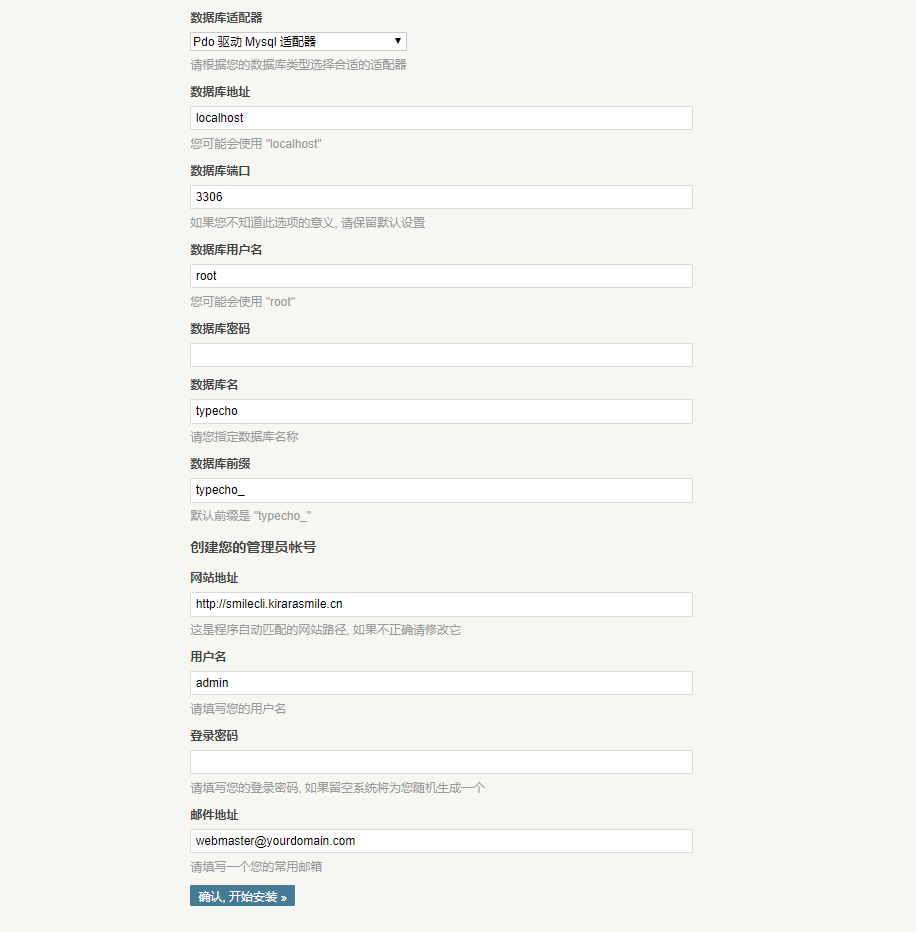 数据库适配器
Pdo 驱动 Mysql 适配器
请根据您的数据库类型选择合适的适配器
数据库地址
localhost
您可能会使用 "localhost"
数据库端口
3306
如果您不知道此选项的意义, 请保留默认设置
数据库用户名
root
您可能会使用 "root"
数据库密码
数据库名
typecho
请您指定数据库名称
数据库前缀
typecho_
默认前缀是 "typecho_"
创建您的管理员帐号
网站地址
http://smilecli.kirarasmile.cn
这是程序自动匹配的网站路径, 如果不正确请修改它
用户名
admin
请填写您的用户名
登录密码
请填写您的登录密码, 如果留空系统将为您随机生成一个
邮件地址
webmaster@yourdomain.com
请填写一个您的常用邮箱
确认, 开始安装 »